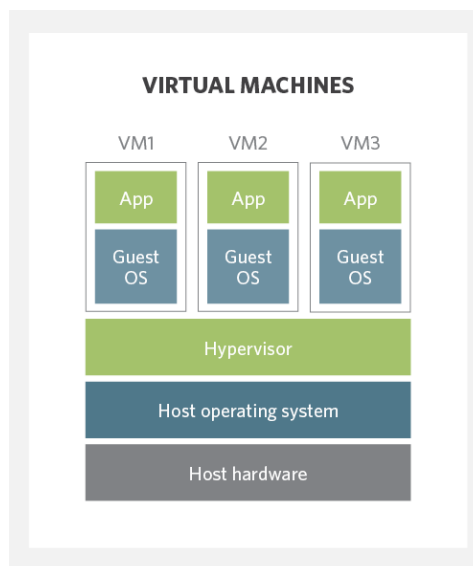 VIRTUAL MACHINES
VM1 VM2 VM3
App App App
Guest Guest Guest
OS OS OS
Hypervisor
Host operating system
Host hardware